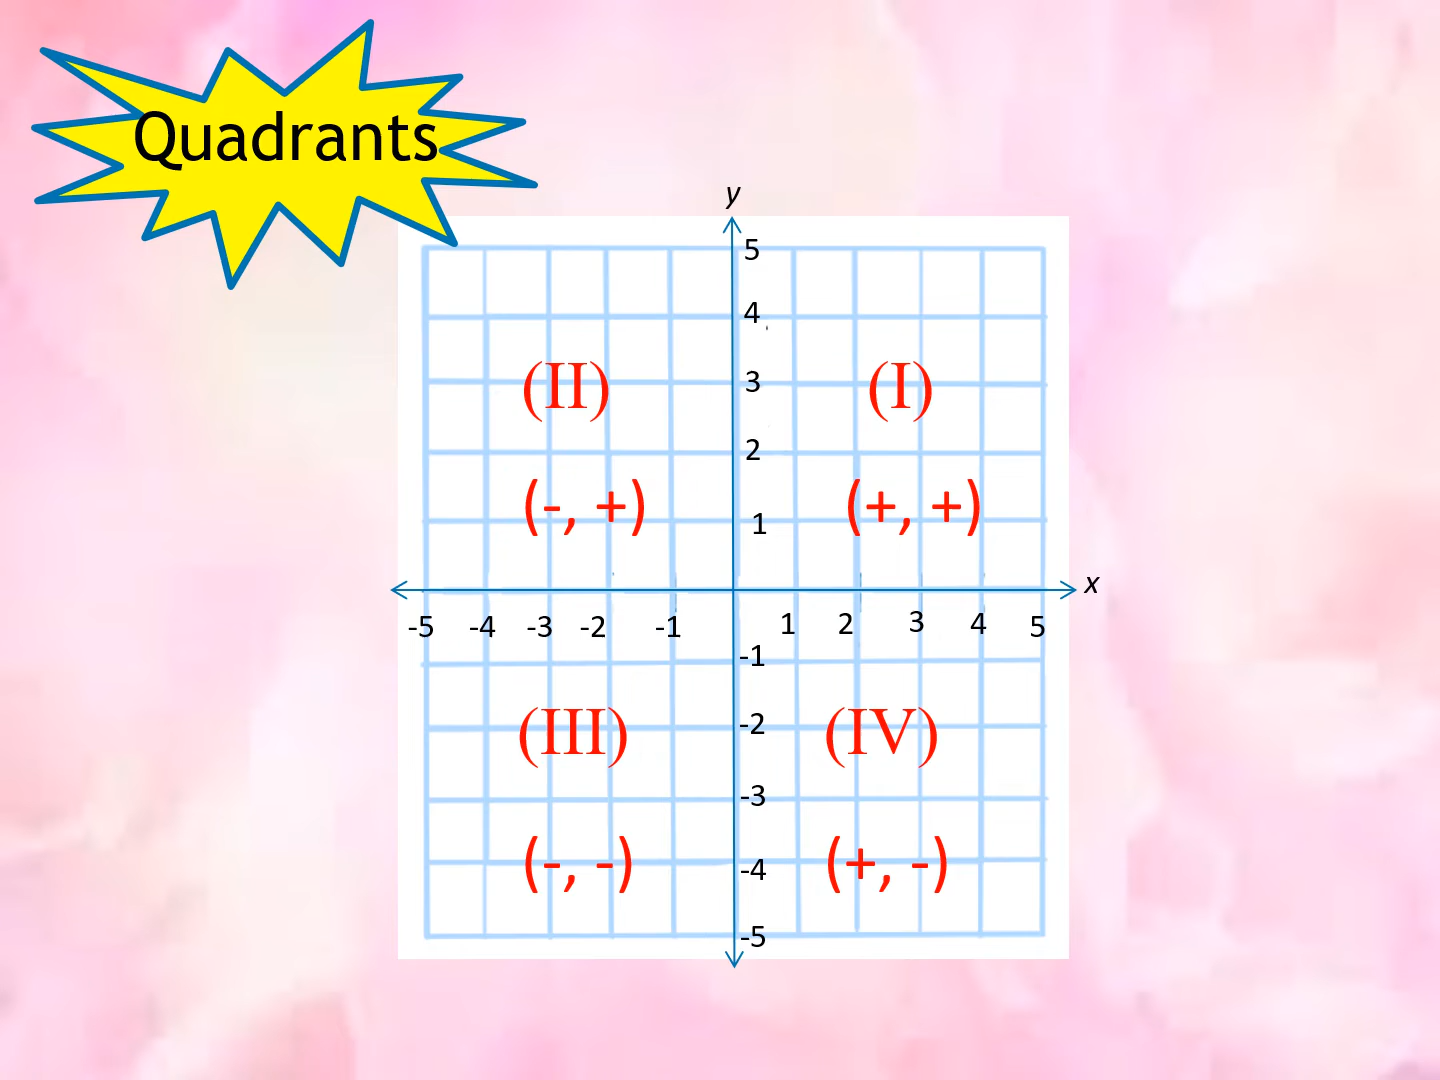 Quadrants
y
5
4
3
2
1
(II) (I)
(-, +) (+, +)
x
-5 -4 -3 -2 -1 1 2 3 4 5
-1
-2
-3
-4
-5
(III) (IV)
(-, -) (+, -)